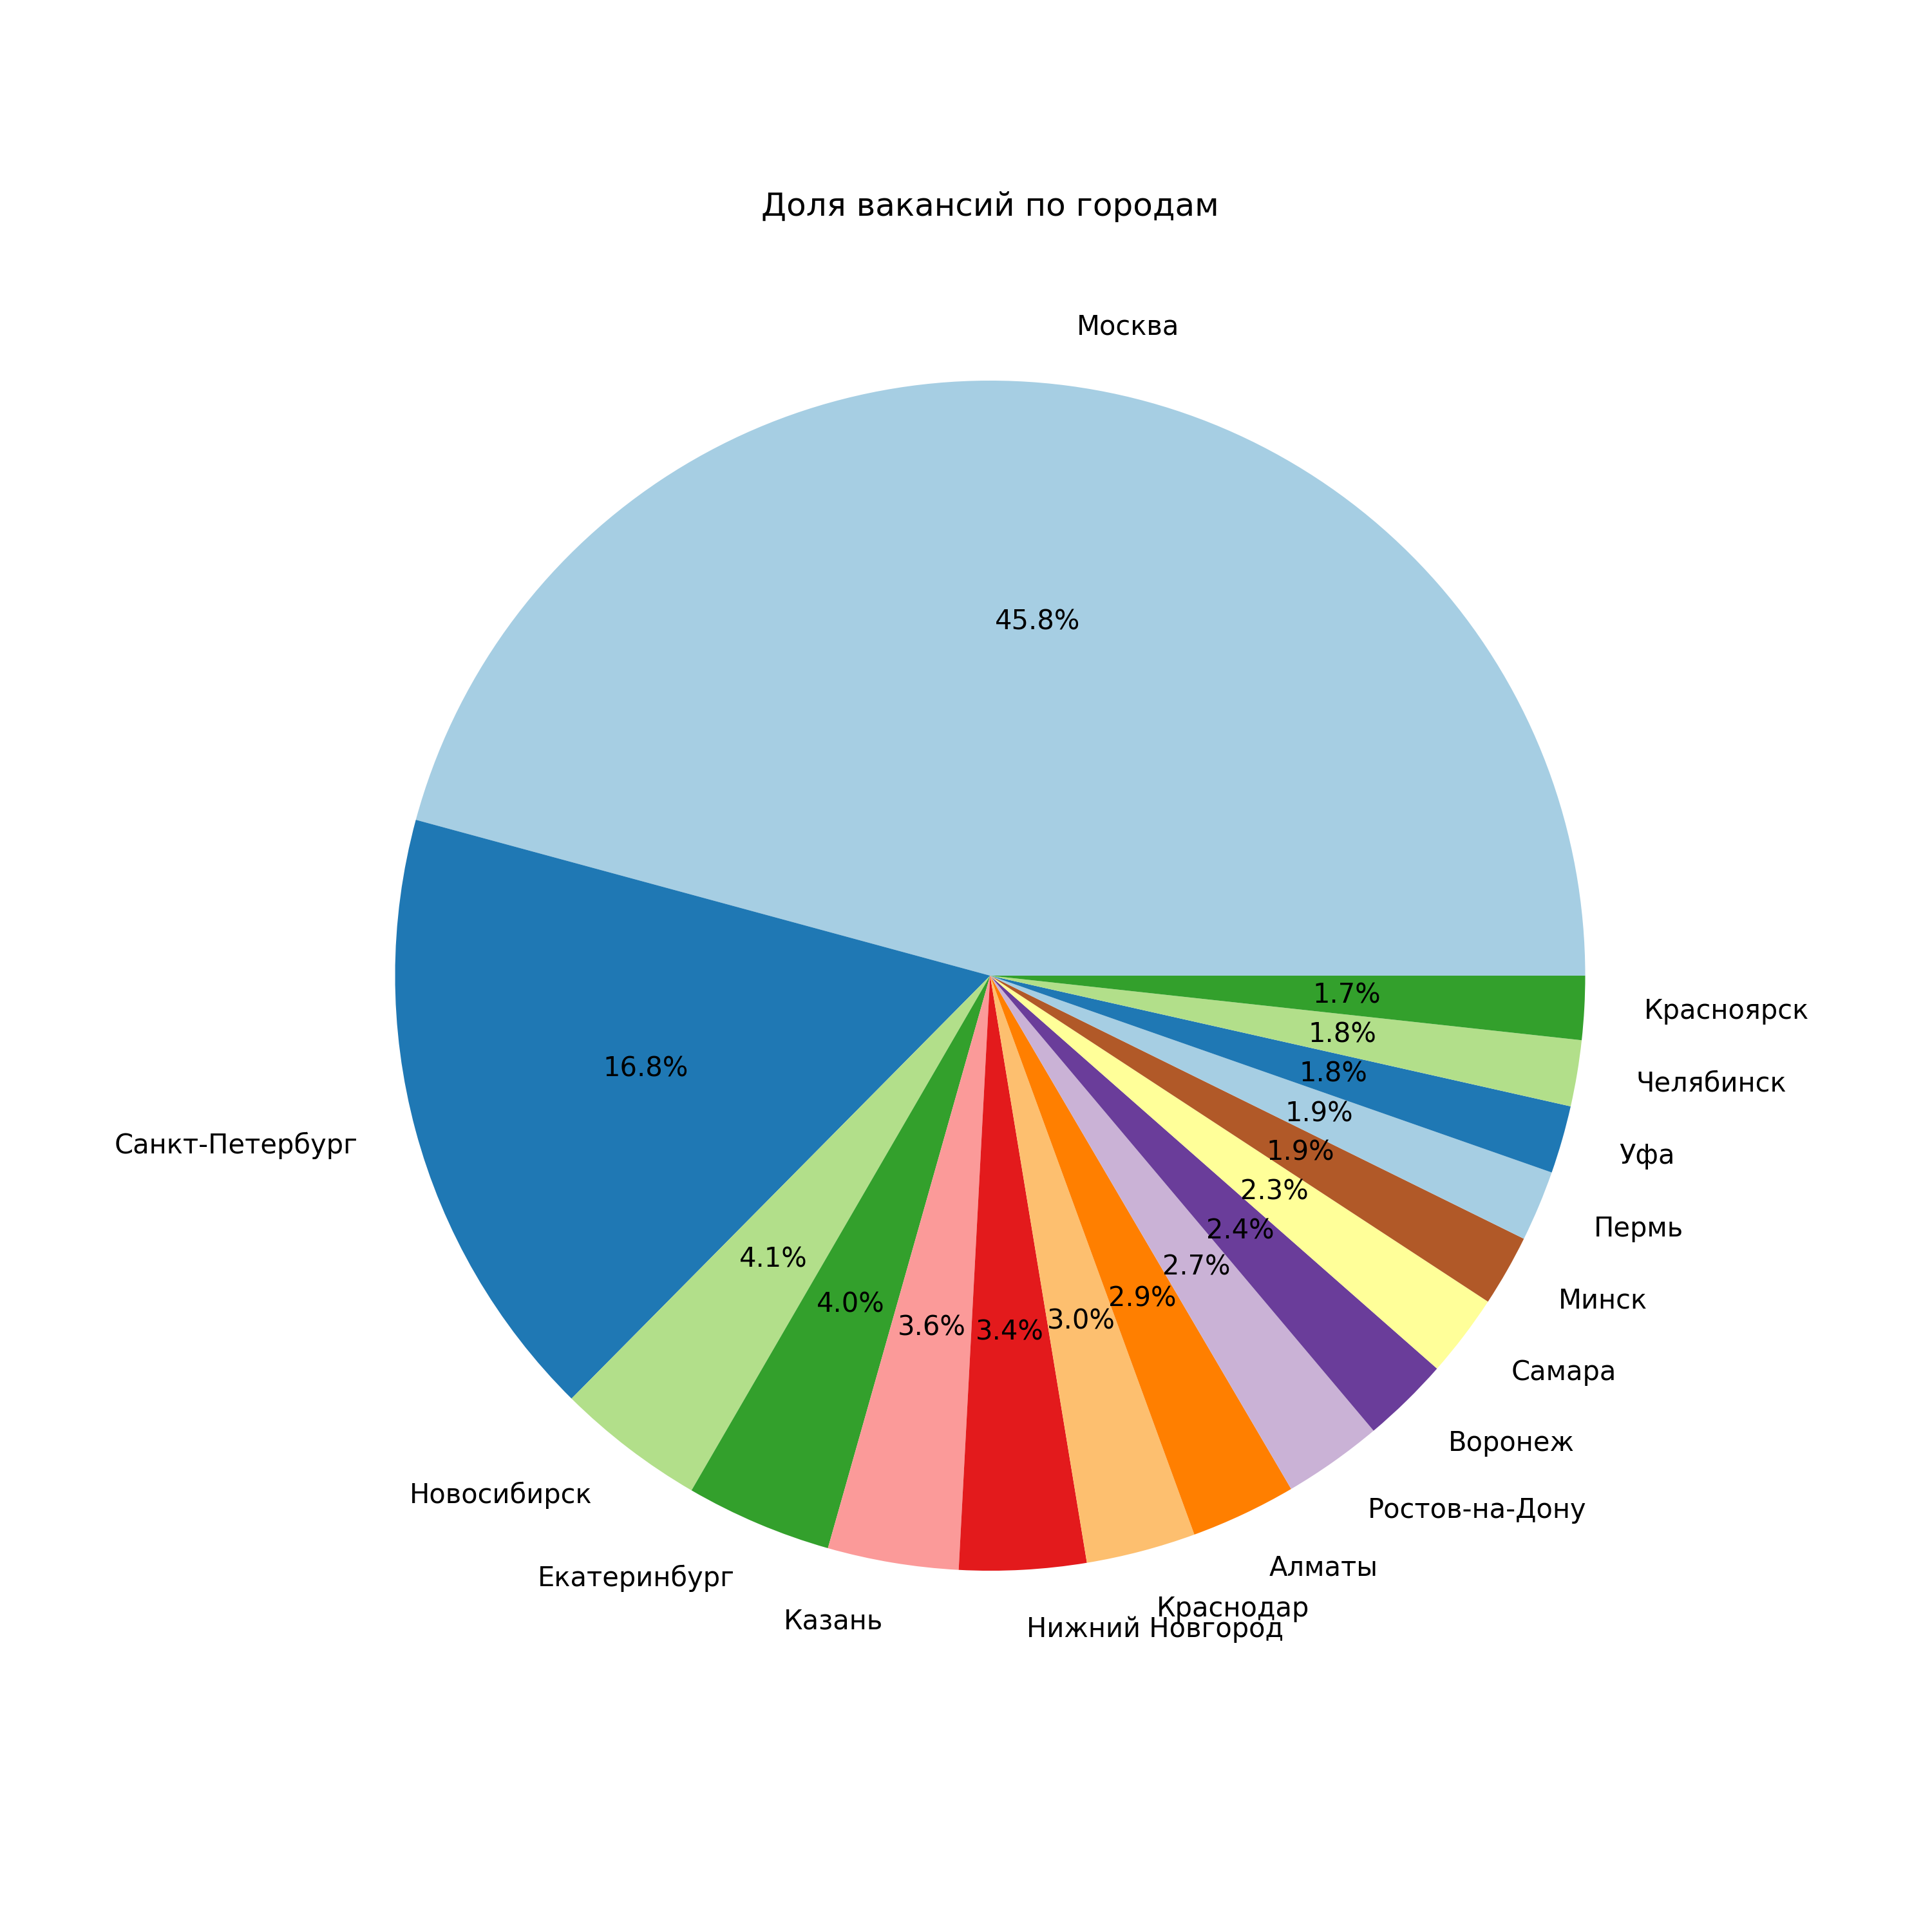 Доля вакансий по городам
Москва
45.8%
Санкт-Петербург
16.8%
Новосибирск
4.1%
Екатеринбург
4.0%
Казань
3.6%
Нижний Новгород
3.4%
Краснодар
3.0%
Алматы
2.9%
Ростов-на-Дону
2.7%
Воронеж
2.4%
Самара
2.3%
Минск
1.9%
Пермь
1.9%
Уфа
1.8%
Челябинск
1.8%
Красноярск
1.7%